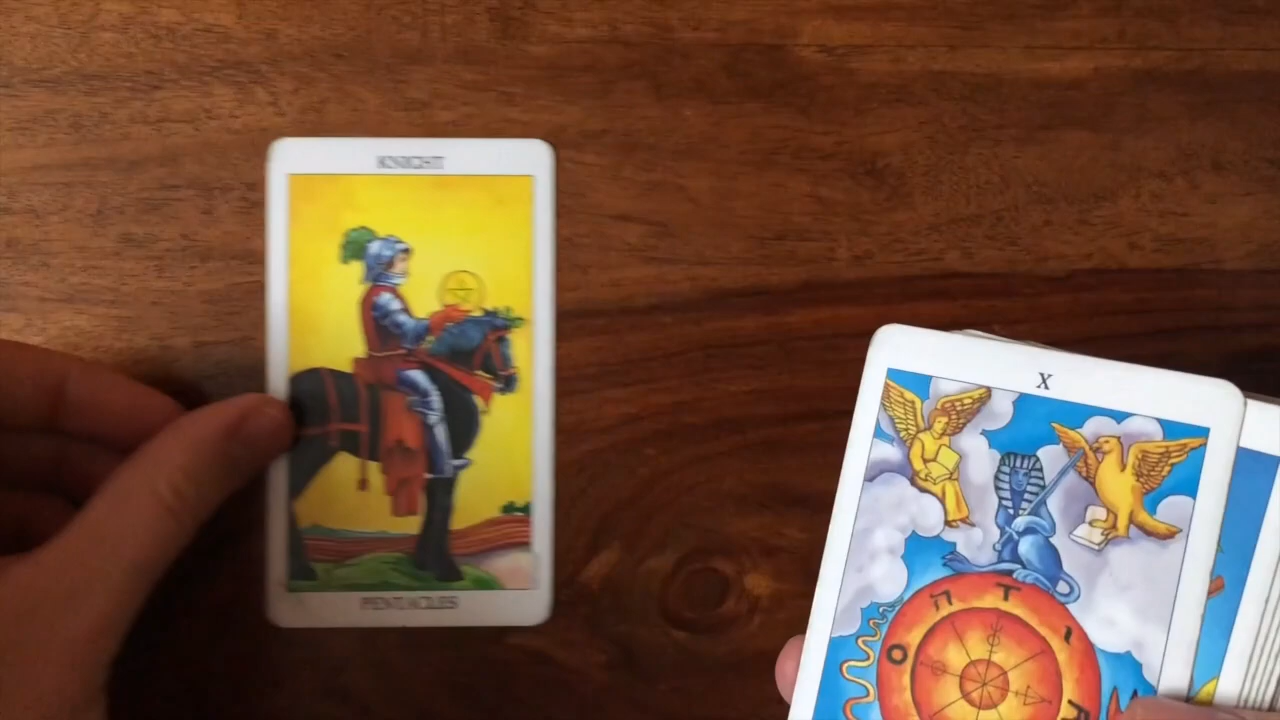 KNIGHT
PENTACLES
X
ה T י
O R